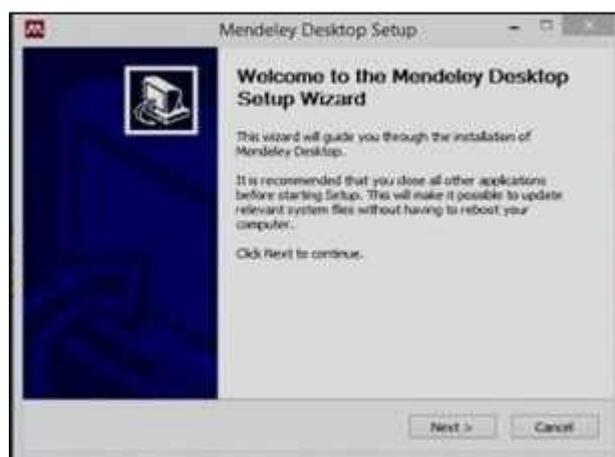 Mendeley Desktop Setup
Welcome to the Mendeley Desktop
Setup Wizard
This wizard will guide you through the installation of
Mendeley Desktop.
It is recommended that you close all other applications
before starting Setup. This will make it possible to update
relevant system files without having to reboot your
computer.
Click Next to continue.
Next >
Cancel